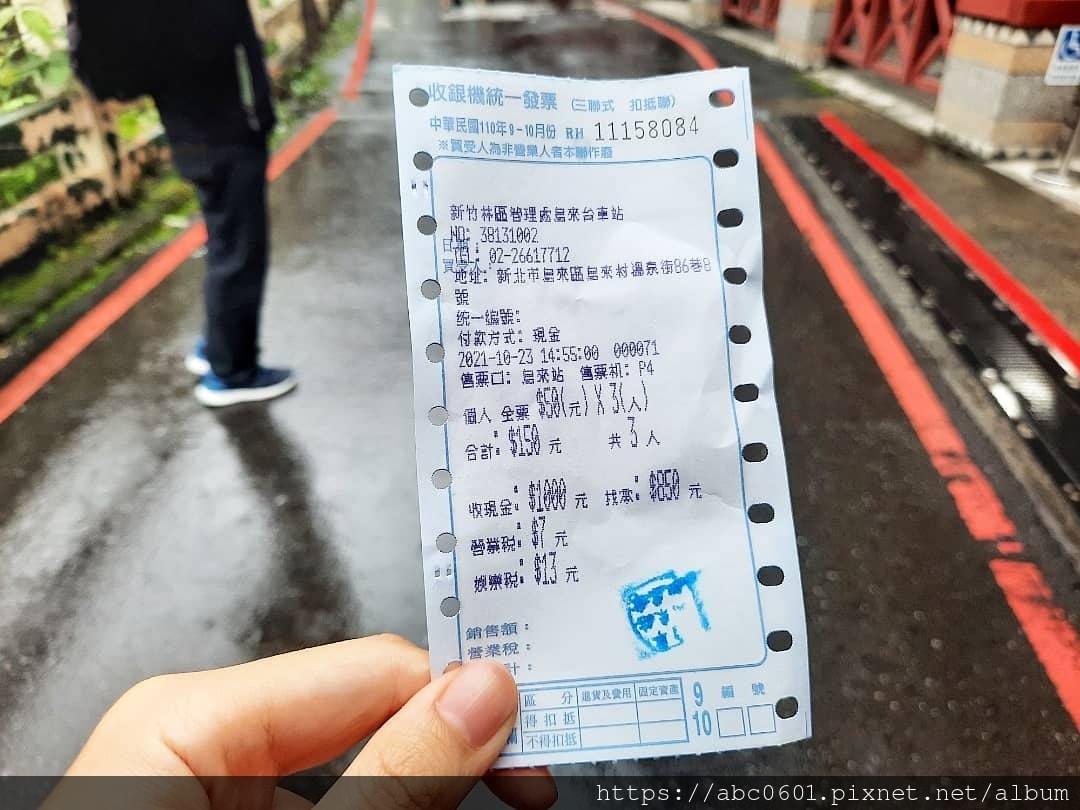 收銀機統一發票（三聯式 扣抵聯）
中華民國110年9－10月份 RH 11158084
※買受人為非營業人者本聯作廢
新竹林區管理處烏來台車站
NO: 38131002
TEL: 02-26617712
地址: 新北市烏來區烏來村溫泉街86巷8
號
统一编號:
付款方式: 现金
2021-10-23 14:55:00 000071
售票口: 烏來站 售票机: P4
個人 全票 $50(元) X 3(人)
合計: $150 元 共 3 人
收現金: $1000 元 找零: $850 元
營業稅: $7 元
娛樂稅: $13 元
銷售額：
營業稅：
計：
區分 進貨及費用 固定資產
得扣抵
不得扣抵
9 編號
10
https://abc0601.pixnet.net/album